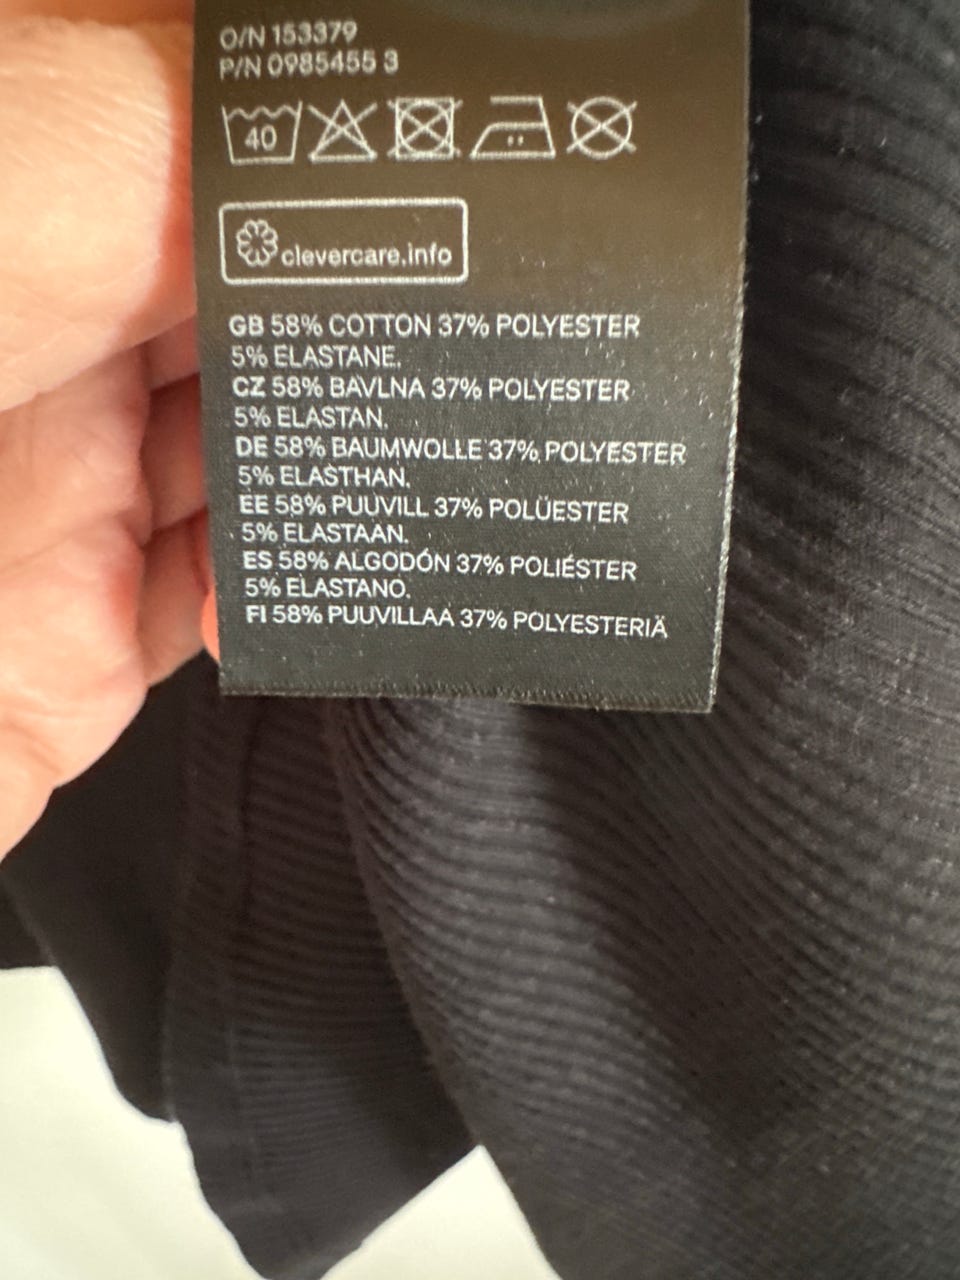 O/N 153379
P/N 0985455 3
40
clevercare.info
GB 58% COTTON 37% POLYESTER
5% ELASTANE.
CZ 58% BAVLNA 37% POLYESTER
5% ELASTAN.
DE 58% BAUMWOLLE 37% POLYESTER
5% ELASTHAN.
EE 58% PUUVILL 37% POLÜESTER
5% ELASTAAN.
ES 58% ALGODÓN 37% POLIÉSTER
5% ELASTANO.
FI 58% PUUVILLAA 37% POLYESTERIÄ